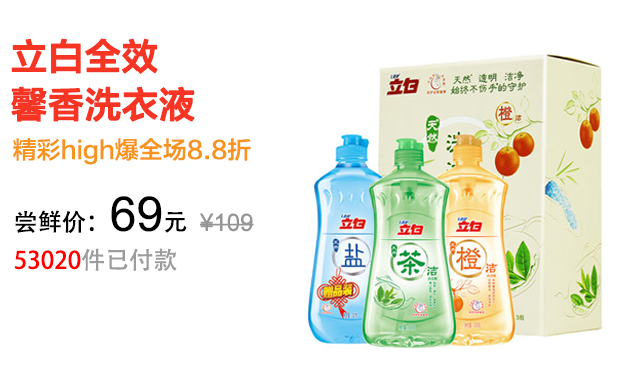 立白全效
馨香洗衣液
精彩high爆全场8.8折
尝鲜价：69元 ¥109
53020件已付款
立白
天然 透明 洁净
始终不伤手的守护
橙
天然
立白
盐
赠品装
立白
茶洁
立白
橙洁